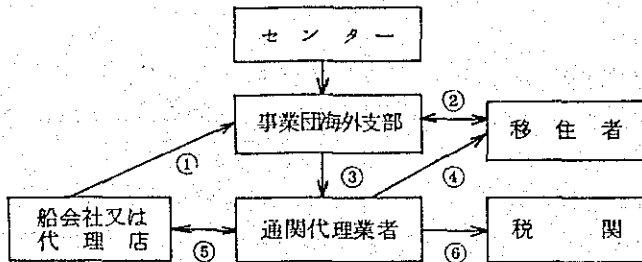 センター
事業団海外支部
②
移住者
①
③
④
船会社又は
代理店
通関代理業者
税関
⑤
⑥